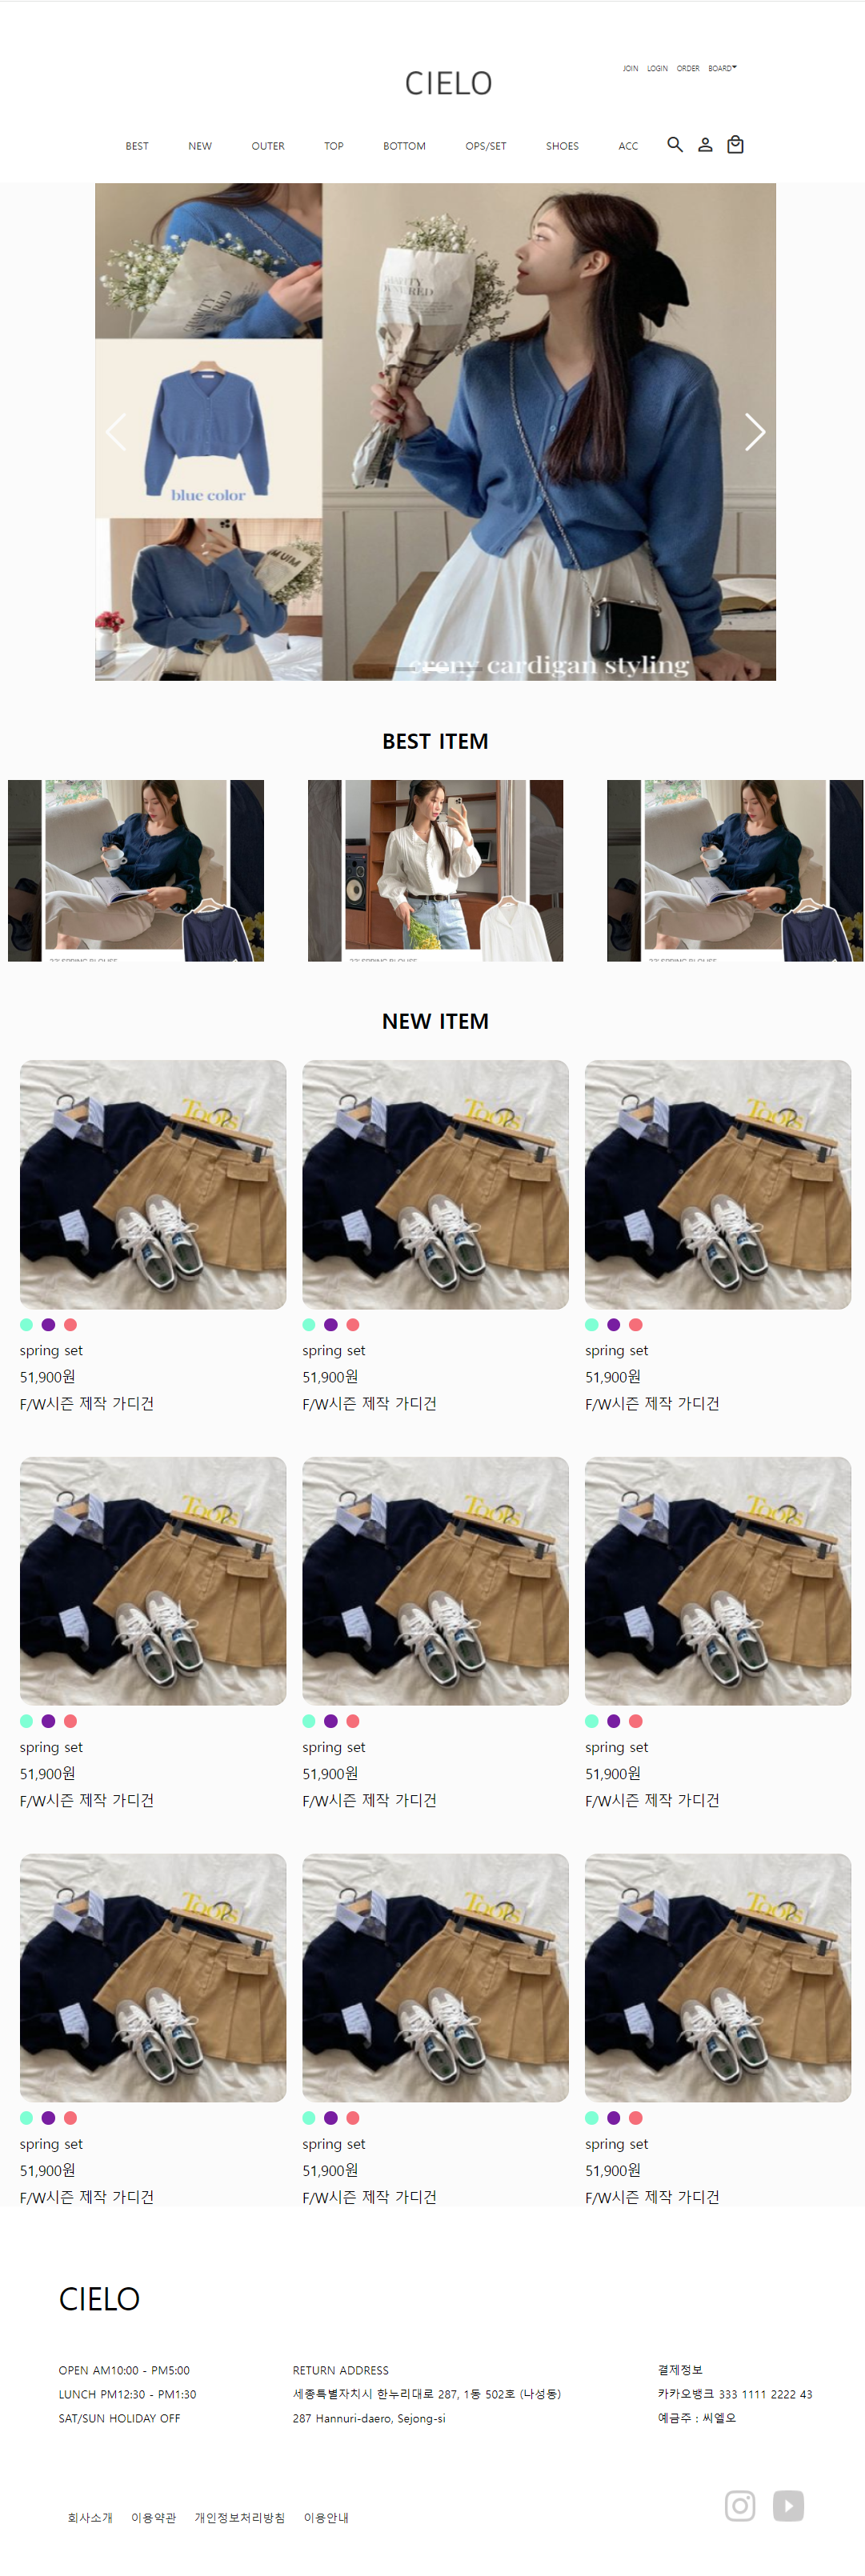 CIELO
JOIN LOGIN ORDER BOARD
BEST NEW OUTER TOP BOTTOM OPS/SET SHOES ACC
blue color
creny cardigan styling
BEST ITEM
NEW ITEM
Tools Tools Tools
spring set spring set spring set
51,900원 51,900원 51,900원
F/W시즌 제작 가디건 F/W시즌 제작 가디건 F/W시즌 제작 가디건
Tools Tools Tools
spring set spring set spring set
51,900원 51,900원 51,900원
F/W시즌 제작 가디건 F/W시즌 제작 가디건 F/W시즌 제작 가디건
Tools Tools Tools
spring set spring set spring set
51,900원 51,900원 51,900원
F/W시즌 제작 가디건 F/W시즌 제작 가디건 F/W시즌 제작 가디건
CIELO
OPEN AM10:00 - PM5:00
LUNCH PM12:30 - PM1:30
SAT/SUN HOLIDAY OFF
RETURN ADDRESS
세종특별자치시 한누리대로 287, 1동 502호 (나성동)
287 Hannuri-daero, Sejong-si
결제정보
카카오뱅크 333 1111 2222 43
예금주 : 씨엘오
회사소개 이용약관 개인정보처리방침 이용안내